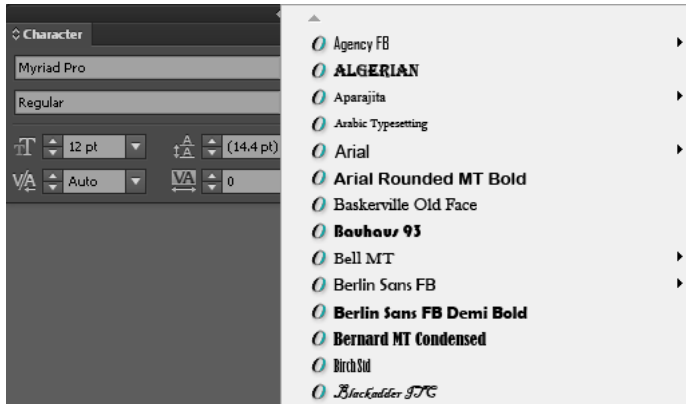 Character
Myriad Pro
Regular
12 pt
(14.4 pt)
Auto
0
Agency FB
ALGERIAN
Aparajita
Arabic Typesetting
Arial
Arial Rounded MT Bold
Baskerville Old Face
Bauhaus 93
Bell MT
Berlin Sans FB
Berlin Sans FB Demi Bold
Bernard MT Condensed
Birch Std
Blackadder ITC